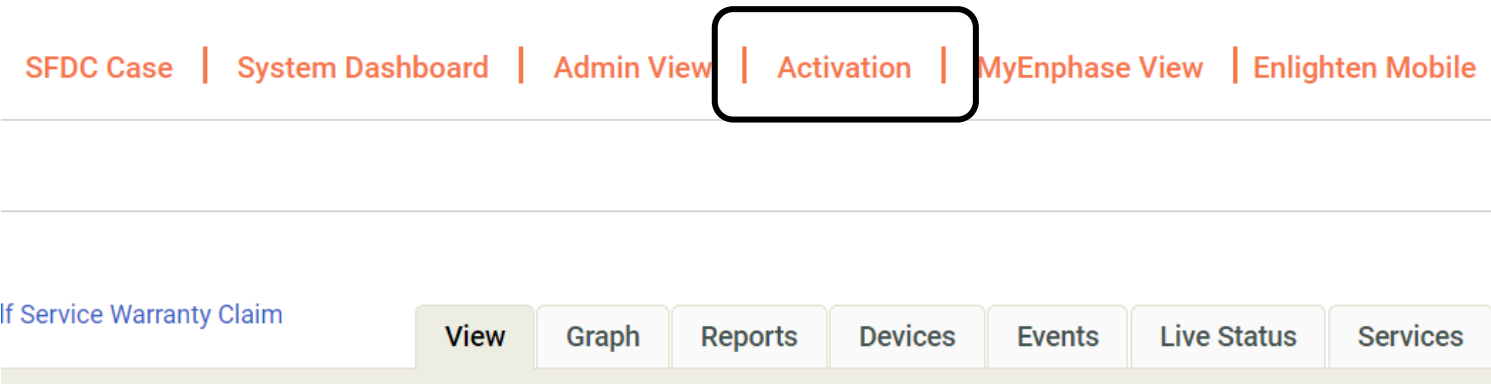 SFDC Case | System Dashboard | Admin View | Activation | MyEnphase View | Enlighten Mobile
lf Service Warranty Claim
View Graph Reports Devices Events Live Status Services